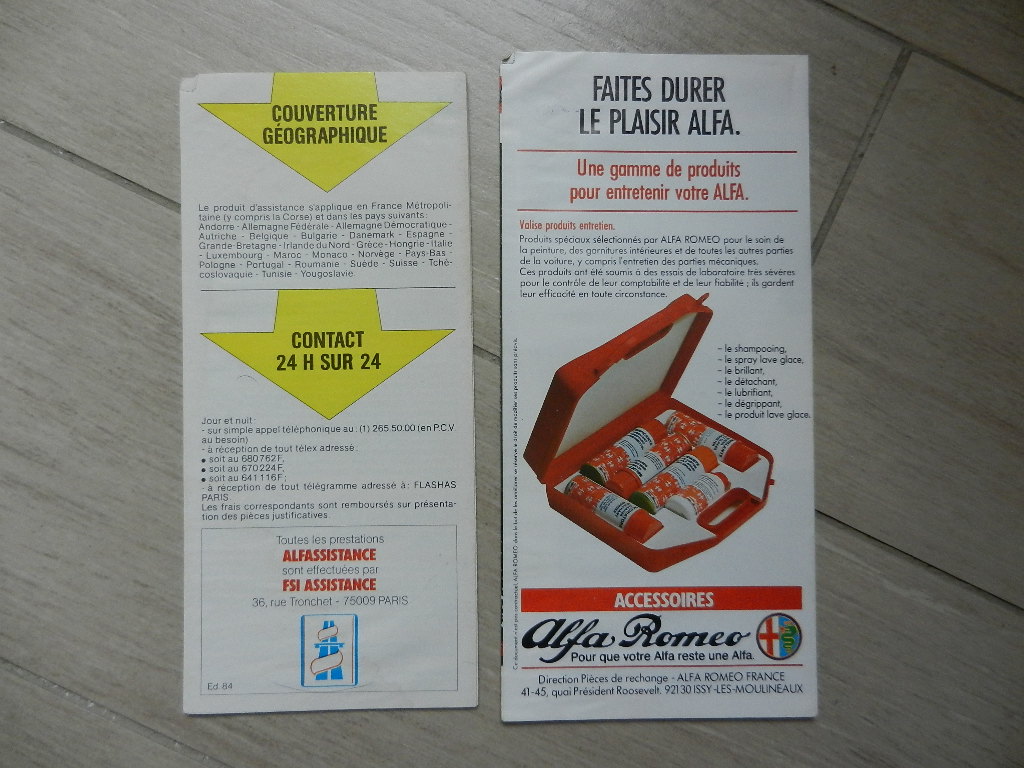 COUVERTURE
GÉOGRAPHIQUE
Le produit d'assistance s'applique en France Métropoli-
taine (y compris la Corse) et dans les pays suivants :
Andorre - Allemagne Fédérale - Allemagne Démocratique -
Autriche - Belgique - Bulgarie - Danemark - Espagne -
Grande-Bretagne - Irlande du Nord - Grèce - Hongrie - Italie
- Luxembourg - Maroc - Monaco - Norvège - Pays-Bas -
Pologne - Portugal - Roumanie - Suède - Suisse - Tché-
coslovaquie - Tunisie - Yougoslavie.
CONTACT
24 H SUR 24
Jour et nuit
- sur simple appel téléphonique au : (1) 265.50.00 (en P.C.V.
au besoin)
- à réception de tout télex adressé :
• soit au 680762F,
• soit au 670224F,
• soit au 641116F ;
- à réception de tout télégramme adressé à : FLASHAS
PARIS
Les frais correspondants sont remboursés sur présenta-
tion des pièces justificatives.
Toutes les prestations
ALFASSISTANCE
sont effectuées par
FSI ASSISTANCE
36, rue Tronchet - 75009 PARIS
Ed. 84
FAITES DURER
LE PLAISIR ALFA.
Une gamme de produits
pour entretenir votre ALFA.
Valise produits entretien.
Produits spéciaux sélectionnés par ALFA ROMEO pour le soin de
la peinture, des garnitures intérieures et de toutes les autres parties
de la voiture, y compris l'entretien des parties mécaniques.
Ces produits ont été soumis à des essais de laboratoire très sévères
pour le contrôle de leur comptabilité et de leur fiabilité ; ils gardent
leur efficacité en toute circonstance.
- le shampooing,
- le spray lave glace,
- le brillant,
- le détachant,
- le lubrifiant,
- le dégrippant,
- le produit lave glace.
ACCESSOIRES
Alfa Romeo
Pour que votre Alfa reste une Alfa.
Direction Pièces de rechange - ALFA ROMEO FRANCE
41-45, quai Président Roosevelt. 92130 ISSY-LES-MOULINEAUX